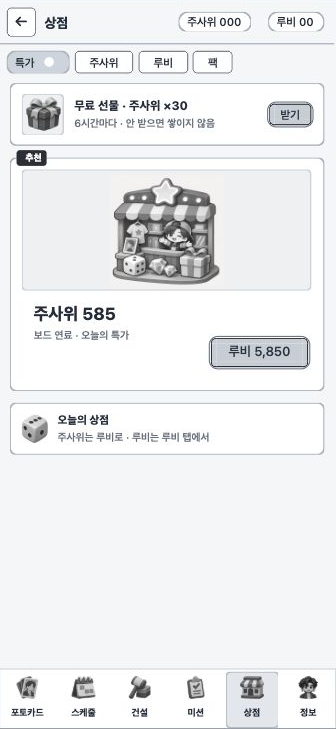 상점
주사위 000
루비 00
특가
주사위
루비
팩
무료 선물 · 주사위 ×30
6시간마다 · 안 받으면 쌓이지 않음
받기
추천
주사위 585
보드 연료 · 오늘의 특가
루비 5,850
오늘의 상점
주사위는 루비로 · 루비는 루비 탭에서
포토카드
스케줄
건설
미션
상점
정보